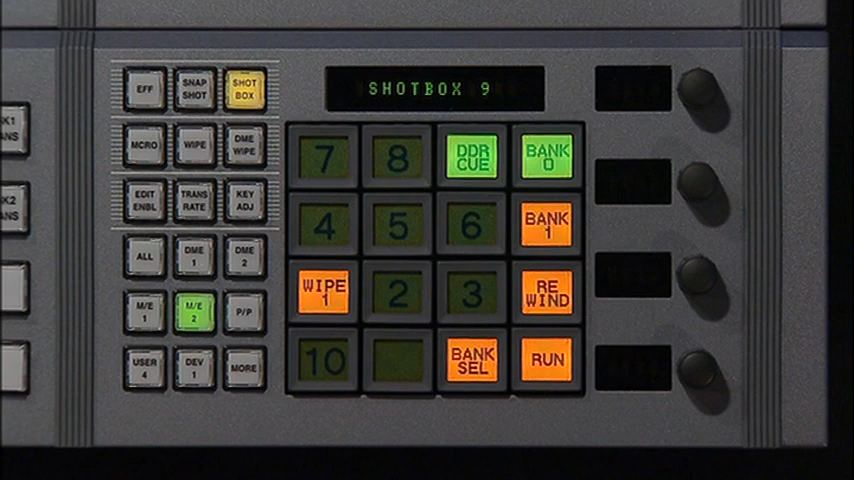 K1
ANS
K2
ANS
EFF
SNAP
SHOT
SHOT
BOX
MCRO
WIPE
DME
WIPE
EDIT
ENBL
TRANS
RATE
KEY
ADJ
ALL
DME
1
DME
2
M/E
1
M/E
2
P/P
USER
4
DEV
1
MORE
SHOTBOX 9
7
8
DDR
CUE
BANK
0
4
5
6
BANK
1
WIPE
1
2
3
RE
WIND
10
BANK
SEL
RUN